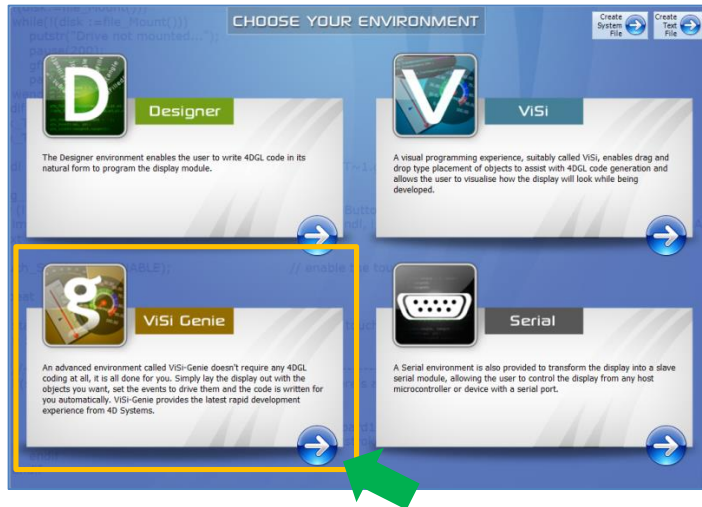 CHOOSE YOUR ENVIRONMENT
Create
System
File
Create
Text
File
D
Designer
The Designer environment enables the user to write 4DGL code in its
natural form to program the display module.
V
ViSi
A visual programming experience, suitably called ViSi, enables drag and
drop type placement of objects to assist with 4DGL code generation and
allows the user to visualise how the display will look while being
developed.
g
ViSi Genie
An advanced environment called ViSi-Genie doesn't require any 4DGL
coding at all, it is all done for you. Simply lay the display out with the
objects you want, set the events to drive them and the code is written for
you automatically. ViSi-Genie provides the latest rapid development
experience from 4D Systems.
Serial
A Serial environment is also provided to transform the display into a slave
serial module, allowing the user to control the display from any host
microcontroller or device with a serial port.